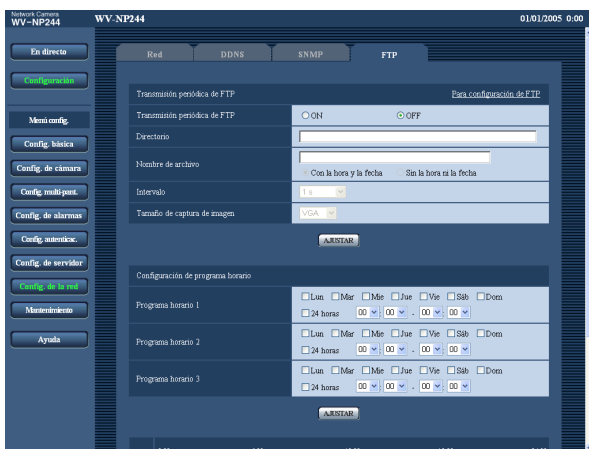 Network Camera
WV-NP244
WV-NP244
01/01/2005 0:00
En directo
Configuración
Menú config.
Config. básica
Config. de cámara
Config. multi-pant.
Config. de alarmas
Config. autenticac.
Config. de servidor
Config. de la red
Mantenimiento
Ayuda
Red
DDNS
SNMP
FTP
Transmisión periódica de FTP
Para configuración de FTP
Transmisión periódica de FTP
ON
OFF
Directorio
Nombre de archivo
Con la hora y la fecha
Sin la hora ni la fecha
Intervalo
1 s
Tamaño de captura de imagen
VGA
AJUSTAR
Configuración de programa horario
Programa horario 1
Lun Mar Mie Jue Vie Sáb Dom
24 horas 00 : 00 - 00 : 00
Programa horario 2
Lun Mar Mie Jue Vie Sáb Dom
24 horas 00 : 00 - 00 : 00
Programa horario 3
Lun Mar Mie Jue Vie Sáb Dom
24 horas 00 : 00 - 00 : 00
AJUSTAR